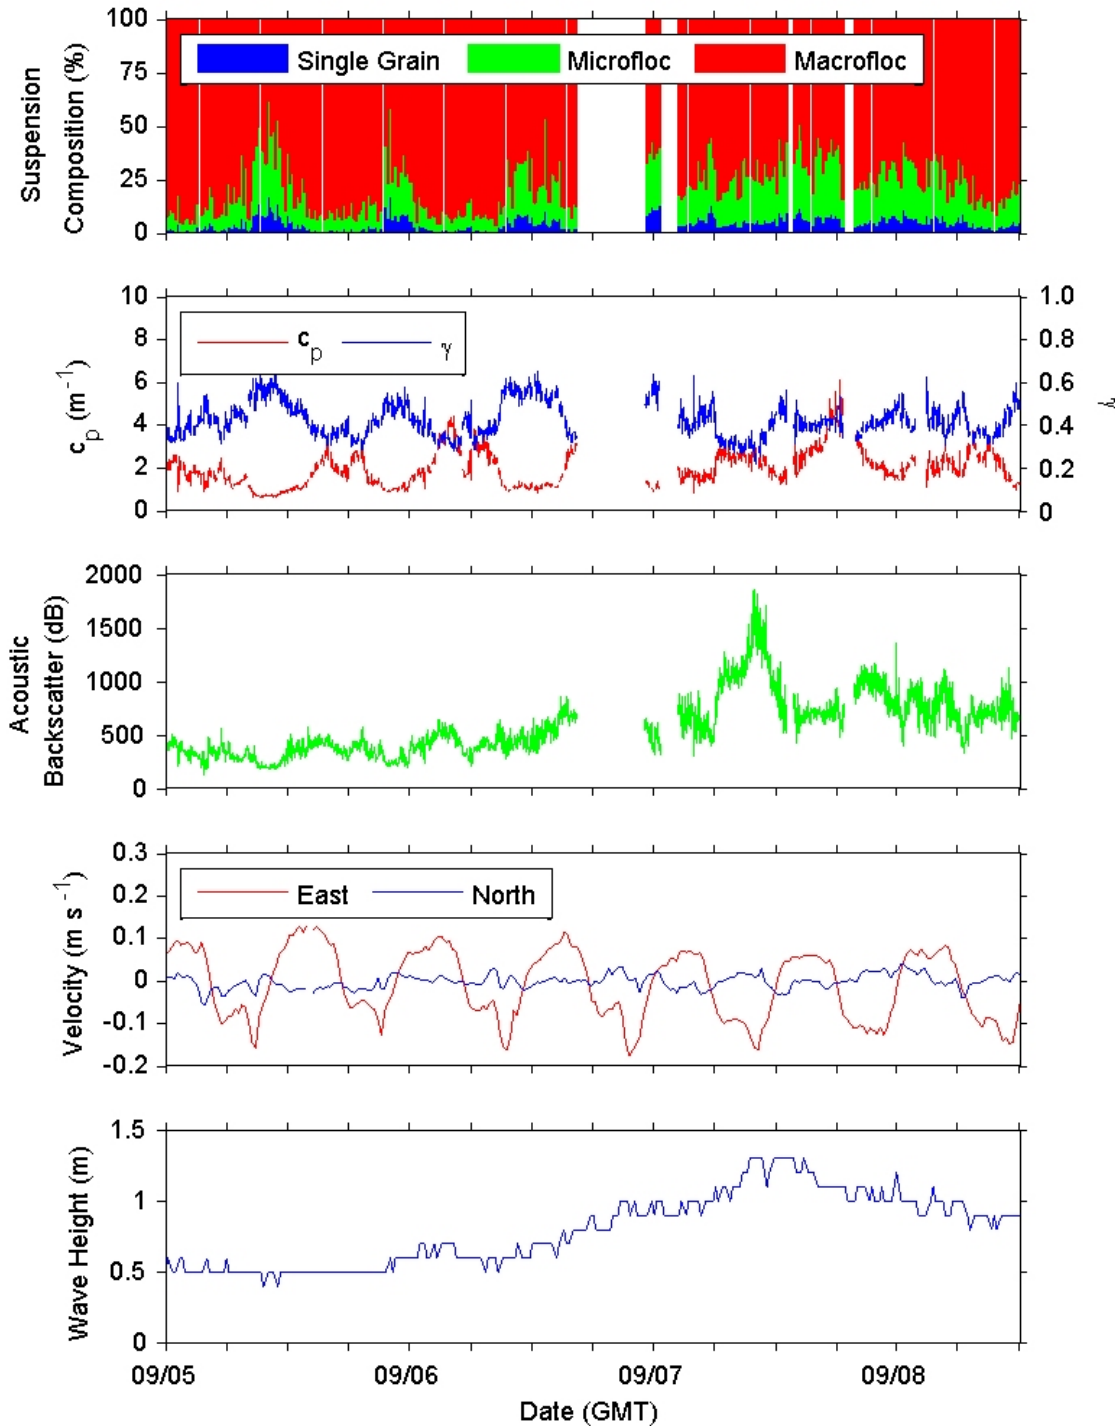 100
75
50
25
0
Suspension
Composition (%)
Single Grain
Microfloc
Macrofloc
10
8
6
4
2
0
c_p (m^-1)
c_p
γ
1.0
0.8
0.6
0.4
0.2
0
γ
2000
1500
1000
500
0
Acoustic
Backscatter (dB)
0.3
0.2
0.1
0
-0.1
-0.2
Velocity (m s^-1)
East
North
1.5
1
0.5
0
Wave Height (m)
09/05
09/06
09/07
09/08
Date (GMT)